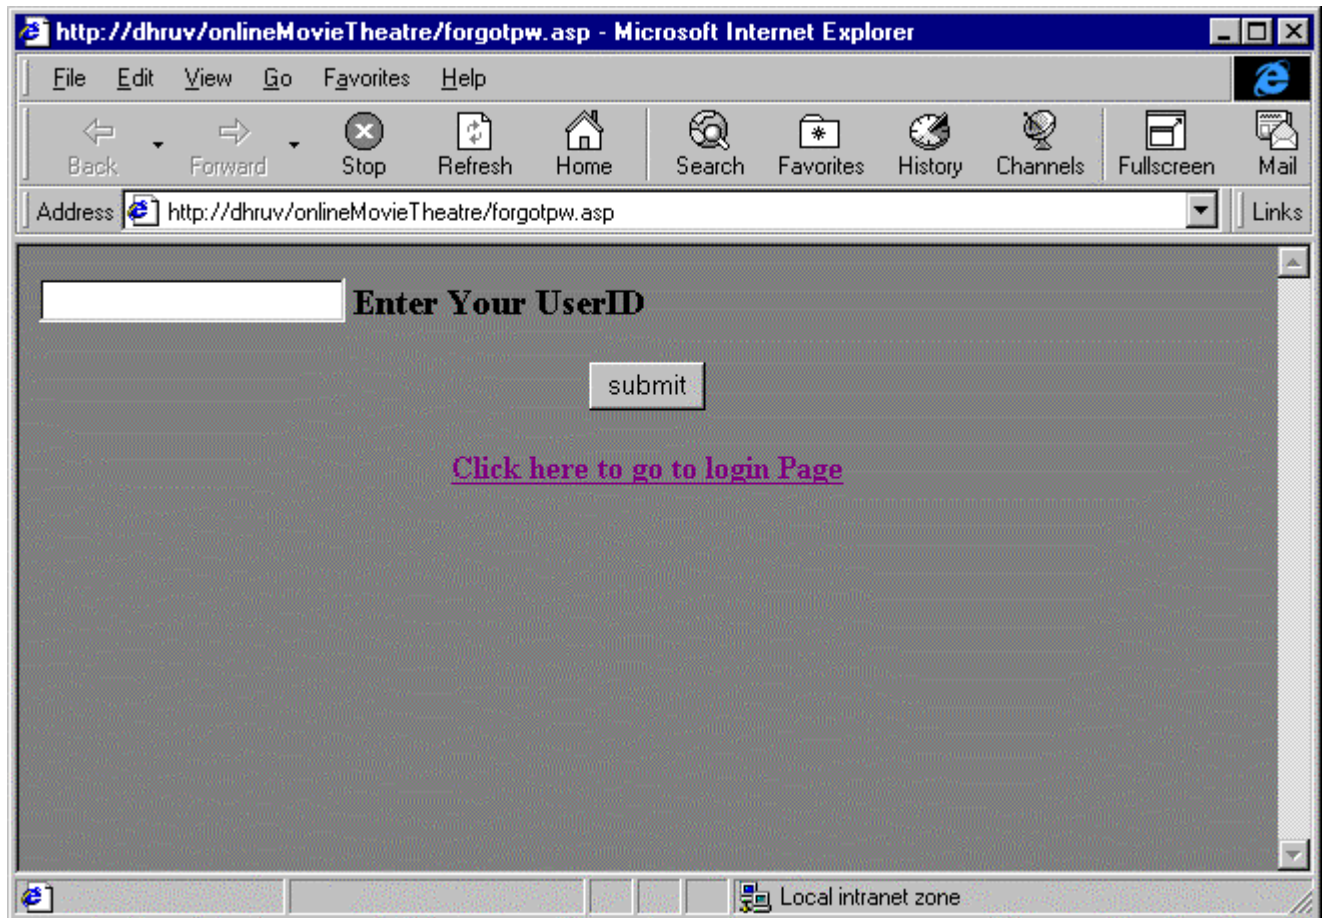 http://dhruv/onlineMovieTheatre/forgotpw.asp - Microsoft Internet Explorer
File Edit View Go Favorites Help
Back Forward Stop Refresh Home Search Favorites History Channels Fullscreen Mail
Address http://dhruv/onlineMovieTheatre/forgotpw.asp Links
Enter Your UserID
submit
Click here to go to login Page
Local intranet zone